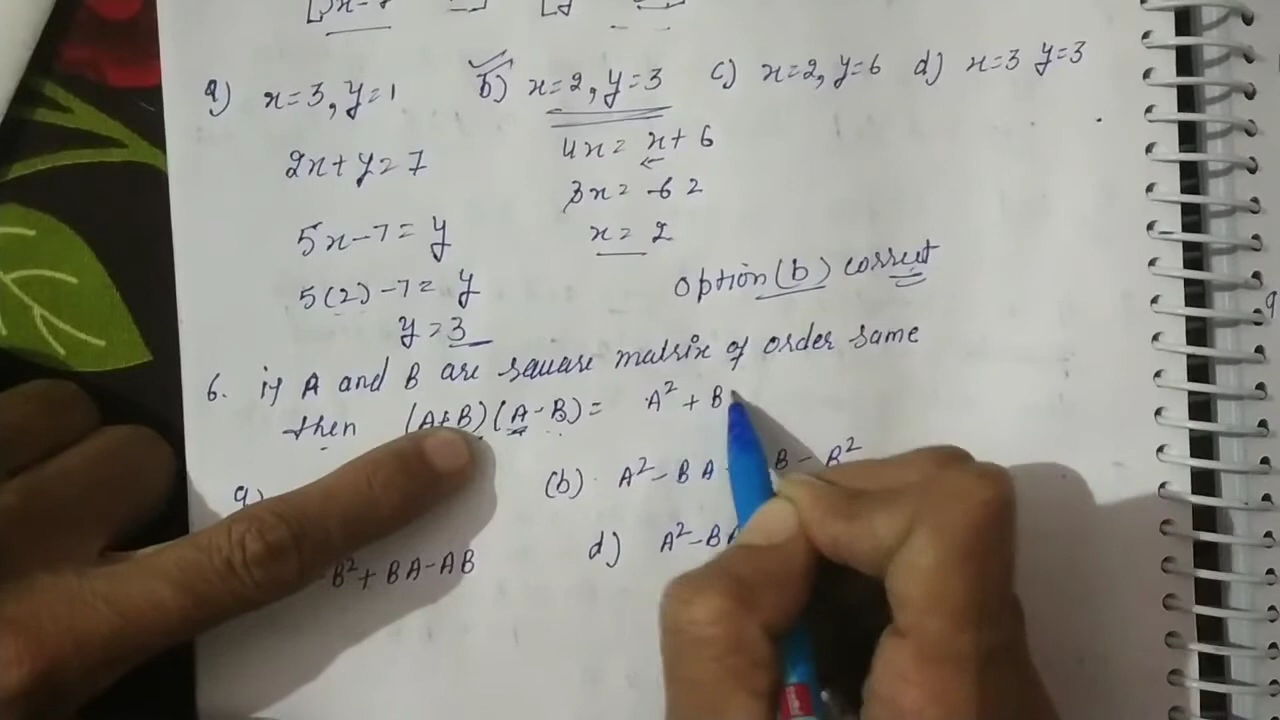 a) x=3, y=1 b) x=2, y=3 c) x=2, y=6 d) x=3 y=3
2x+y=7
4x= x+6
3x= 6 2
5x-7=y
x= 2
5(2)-7= y
option (b) correct
y=3
6. if A and B are square matrix of order same
then (A+B)(A-B)= A²+B
a) (b) A²-BA B-B²
B²+BA-AB d) A²-BA